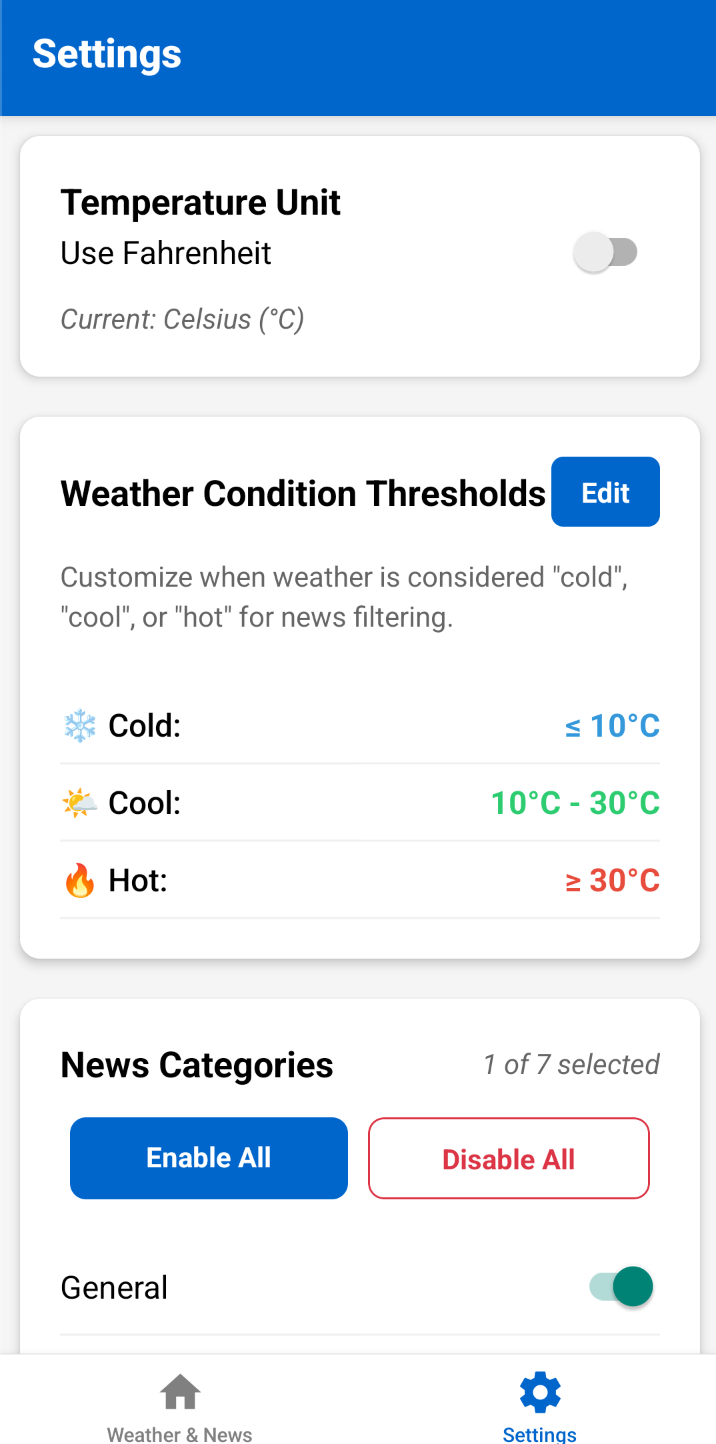 Settings
Temperature Unit
Use Fahrenheit
Current: Celsius (°C)
Weather Condition Thresholds
Edit
Customize when weather is considered "cold",
"cool", or "hot" for news filtering.
❄️ Cold: ≤ 10°C
🌤️ Cool: 10°C - 30°C
🔥 Hot: ≥ 30°C
News Categories
1 of 7 selected
Enable All
Disable All
General
Weather & News
Settings